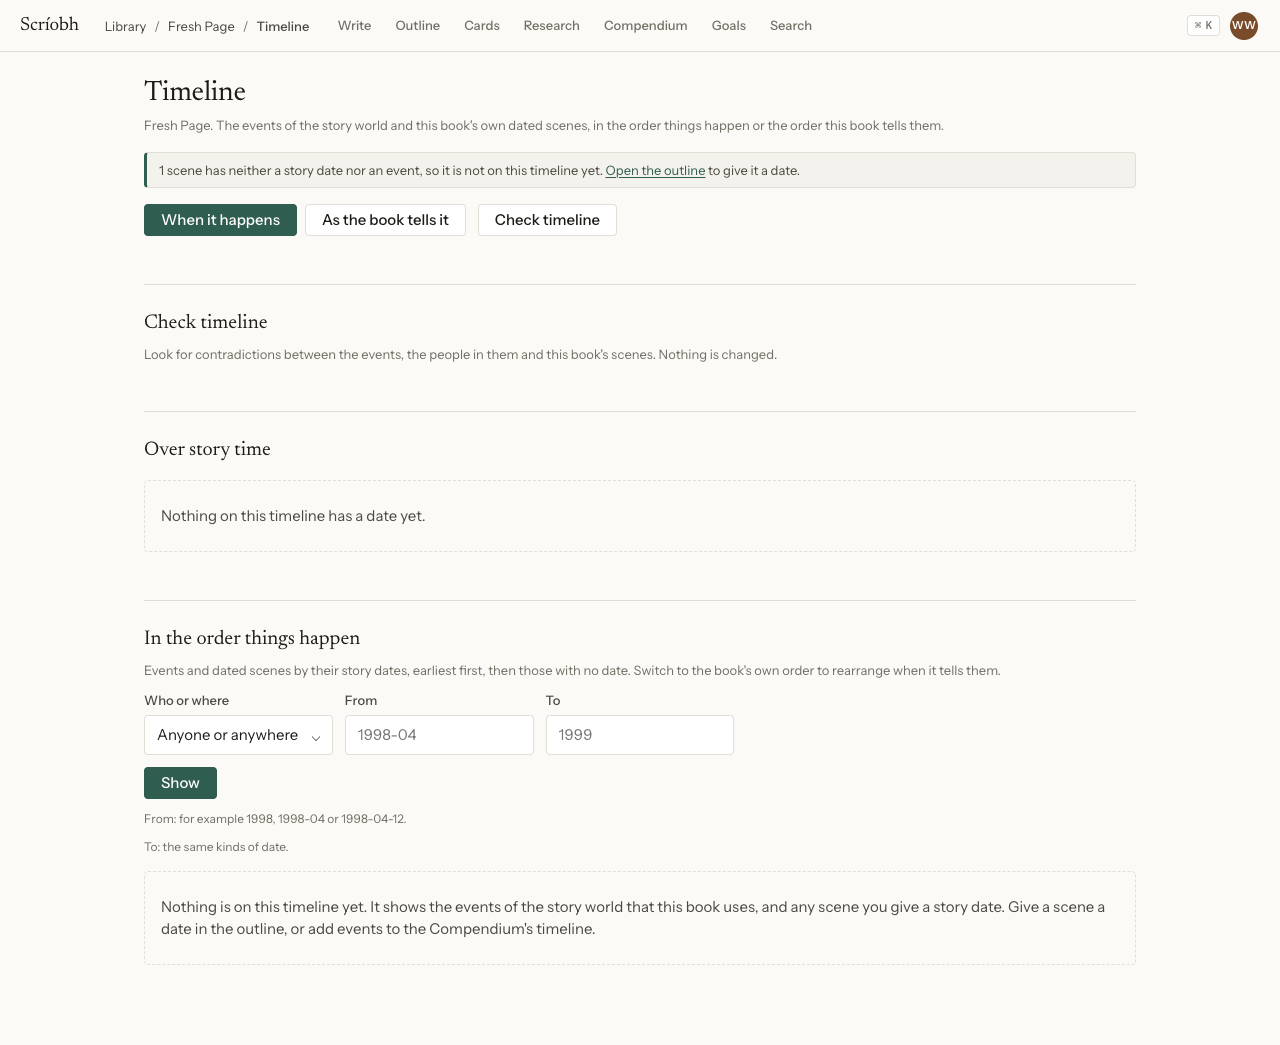 Scríobh
Library / Fresh Page / Timeline
Write
Outline
Cards
Research
Compendium
Goals
Search
⌘ K
WW
Timeline
Fresh Page. The events of the story world and this book's own dated scenes, in the order things happen or the order this book tells them.
1 scene has neither a story date nor an event, so it is not on this timeline yet. Open the outline to give it a date.
When it happens
As the book tells it
Check timeline
Check timeline
Look for contradictions between the events, the people in them and this book's scenes. Nothing is changed.
Over story time
Nothing on this timeline has a date yet.
In the order things happen
Events and dated scenes by their story dates, earliest first, then those with no date. Switch to the book's own order to rearrange when it tells them.
Who or where
From
To
Anyone or anywhere
1998-04
1999
Show
From: for example 1998, 1998-04 or 1998-04-12.
To: the same kinds of date.
Nothing is on this timeline yet. It shows the events of the story world that this book uses, and any scene you give a story date. Give a scene a
date in the outline, or add events to the Compendium's timeline.